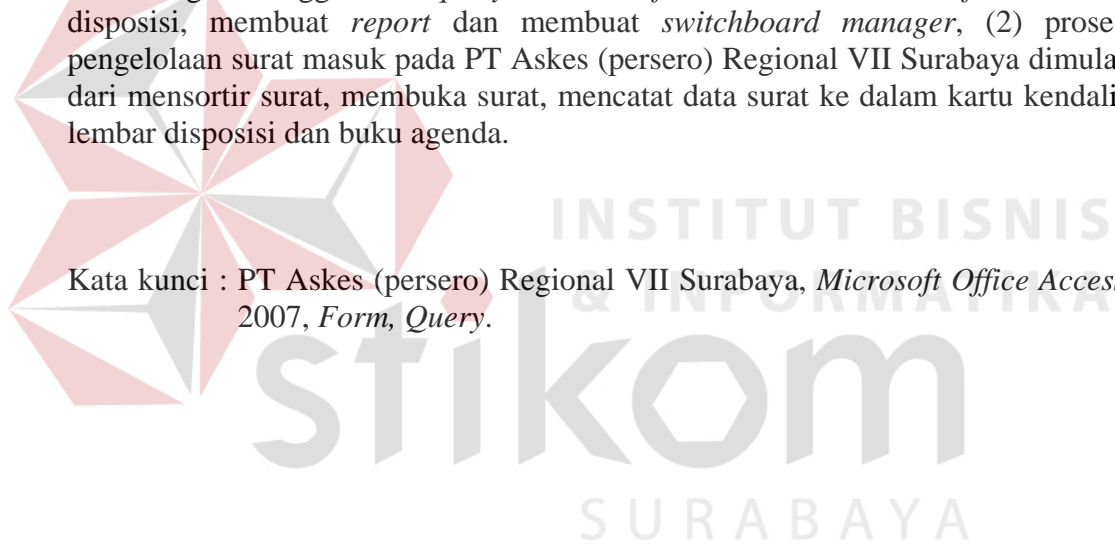 disposisi, membuat report dan membuat switchboard manager, (2) prose
pengelolaan surat masuk pada PT Askes (persero) Regional VII Surabaya dimula
dari mensortir surat, membuka surat, mencatat data surat ke dalam kartu kendali
lembar disposisi dan buku agenda.
INSTITUT BISNIS
& INFORMATIKA
Kata kunci : PT Askes (persero) Regional VII Surabaya, Microsoft Office Acces
2007, Form, Query.
stikom
SURABAYA